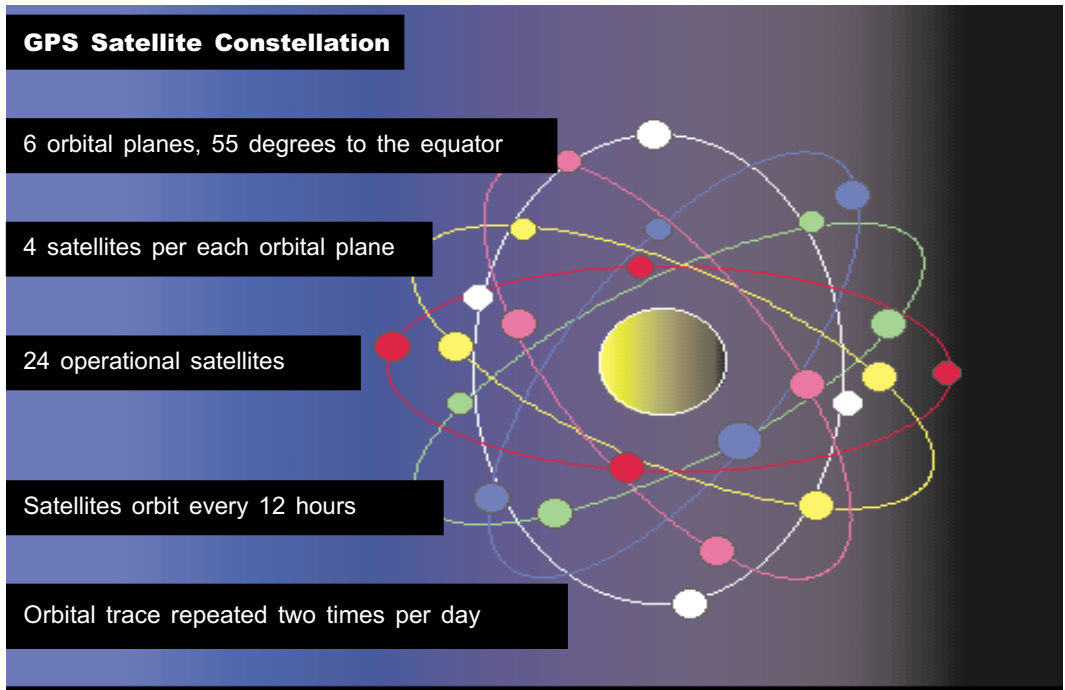 GPS Satellite Constellation
6 orbital planes, 55 degrees to the equator
4 satellites per each orbital plane
24 operational satellites
Satellites orbit every 12 hours
Orbital trace repeated two times per day